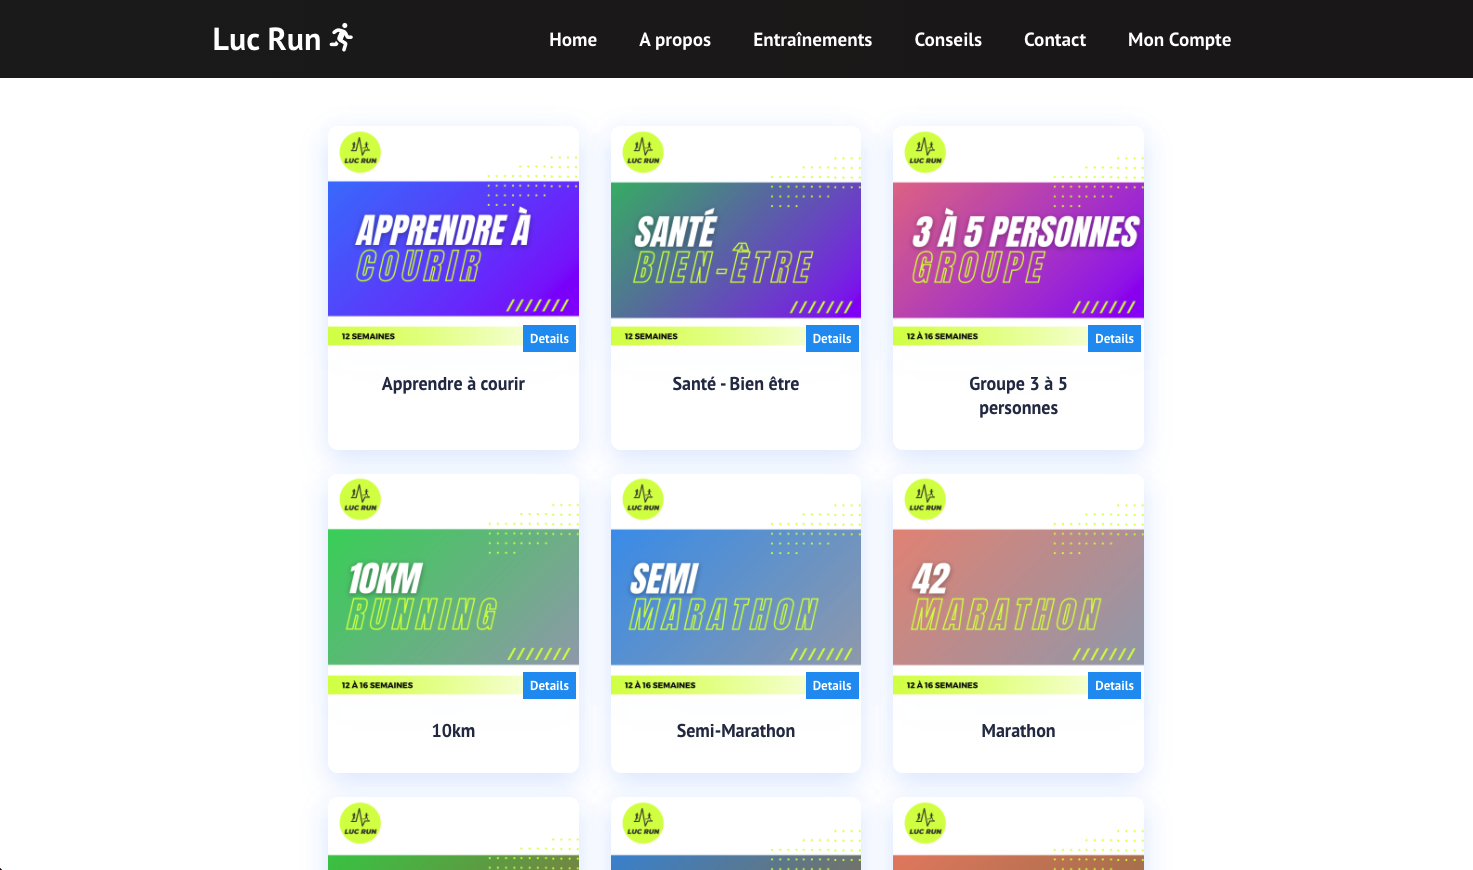 Luc Run
Home
A propos
Entraînements
Conseils
Contact
Mon Compte
LUC RUN
APPRENDRE À
COURIR
12 SEMAINES
Details
Apprendre à courir
LUC RUN
SANTÉ
BIEN-ÊTRE
12 SEMAINES
Details
Santé - Bien être
LUC RUN
3 À 5 PERSONNES
GROUPE
12 À 16 SEMAINES
Details
Groupe 3 à 5
personnes
LUC RUN
10KM
RUNNING
12 À 16 SEMAINES
Details
10km
LUC RUN
SEMI
MARATHON
12 À 16 SEMAINES
Details
Semi-Marathon
LUC RUN
42
MARATHON
12 À 16 SEMAINES
Details
Marathon
LUC RUN
LUC RUN
LUC RUN